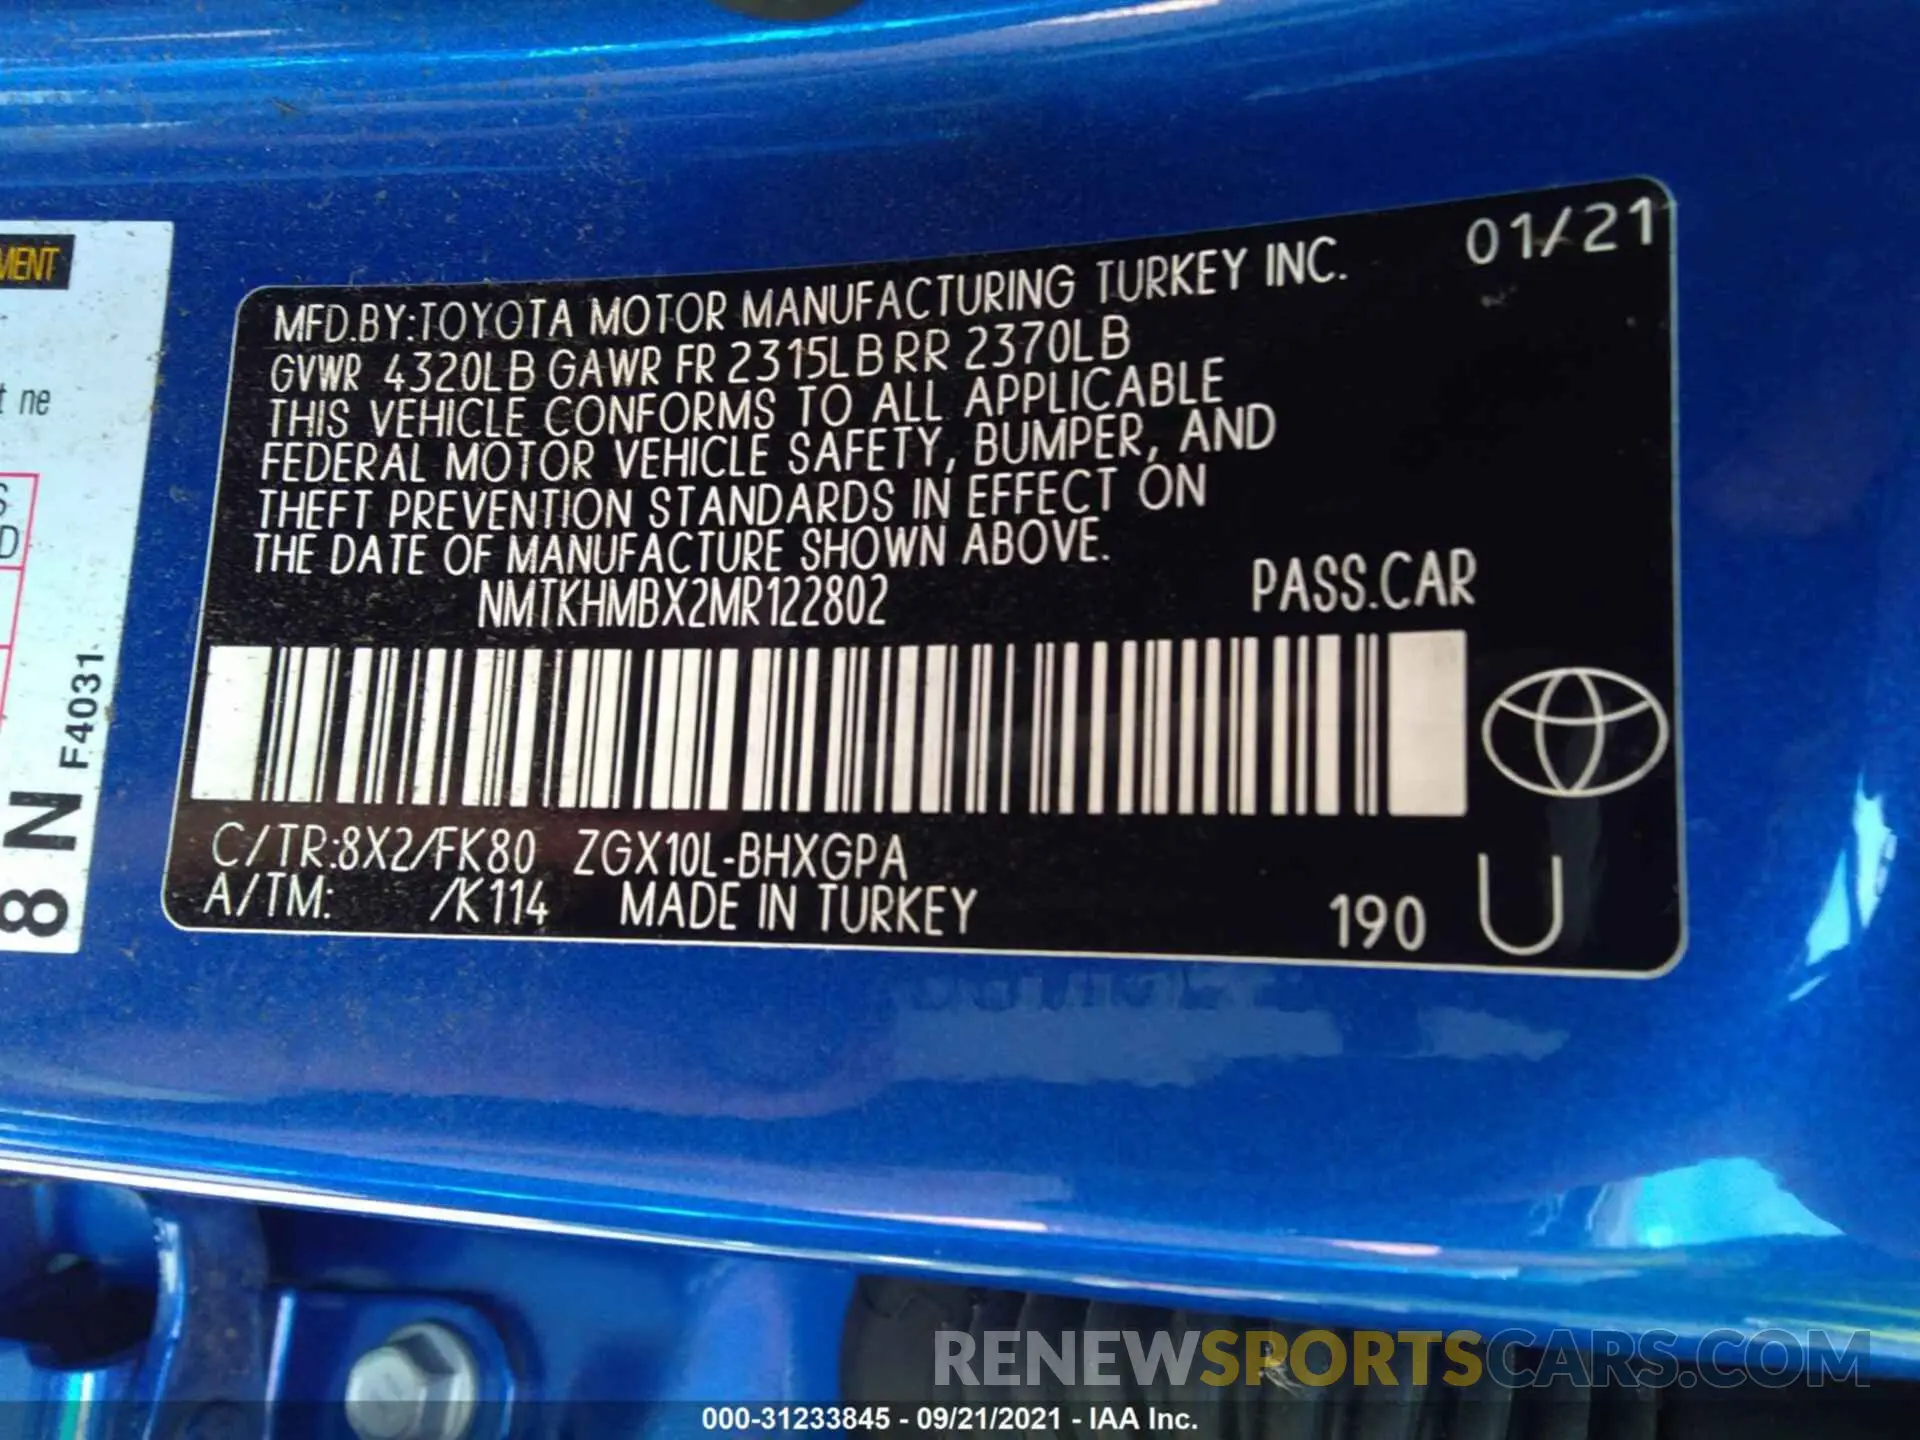 01/21
MFD.BY:TOYOTA MOTOR MANUFACTURING TURKEY INC.
GVWR 4320LB GAWR FR 2315LB RR 2370LB
THIS VEHICLE CONFORMS TO ALL APPLICABLE
FEDERAL MOTOR VEHICLE SAFETY, BUMPER, AND
THEFT PREVENTION STANDARDS IN EFFECT ON
THE DATE OF MANUFACTURE SHOWN ABOVE.
NMTKHMBX2MR122802 PASS.CAR
C/TR:8X2/FK80 ZGX10L-BHXGPA
A/TM: /K114 MADE IN TURKEY 190 U
MENT
t ne
S
D
F4031
8 N
RENEWSPORTSCARS.COM
000-31233845 - 09/21/2021 - IAA Inc.